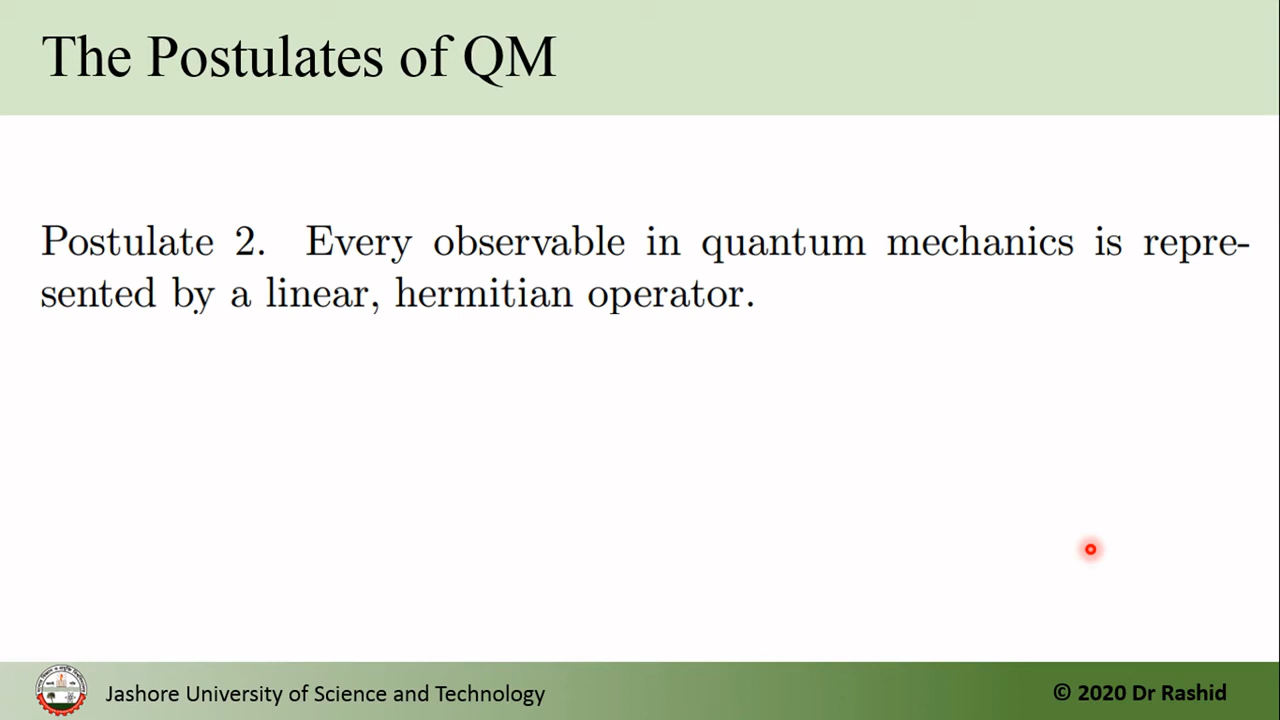 The Postulates of QM
Postulate 2. Every observable in quantum mechanics is repre-
sented by a linear, hermitian operator.
Jashore University of Science and Technology
© 2020 Dr Rashid